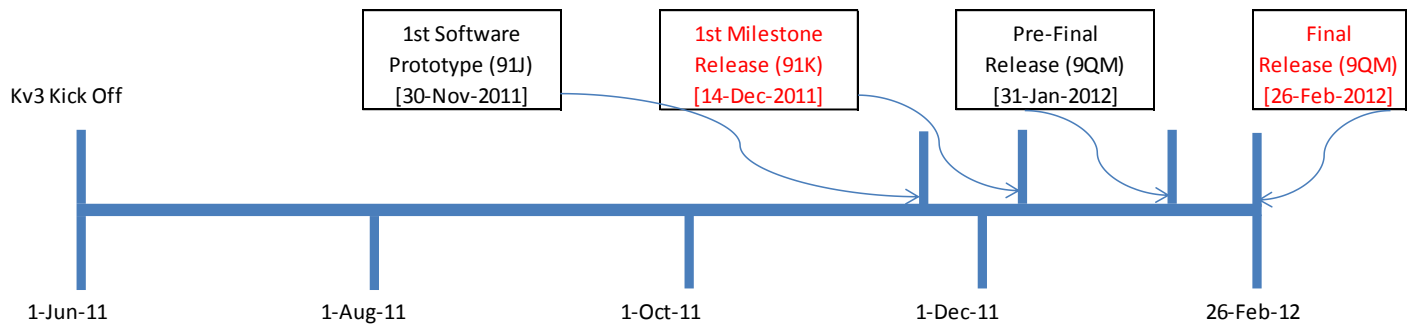 1st Software
Prototype (91J)
[30-Nov-2011]
1st Milestone
Release (91K)
[14-Dec-2011]
Pre-Final
Release (9QM)
[31-Jan-2012]
Final
Release (9QM)
[26-Feb-2012]
Kv3 Kick Off
1-Jun-11
1-Aug-11
1-Oct-11
1-Dec-11
26-Feb-12